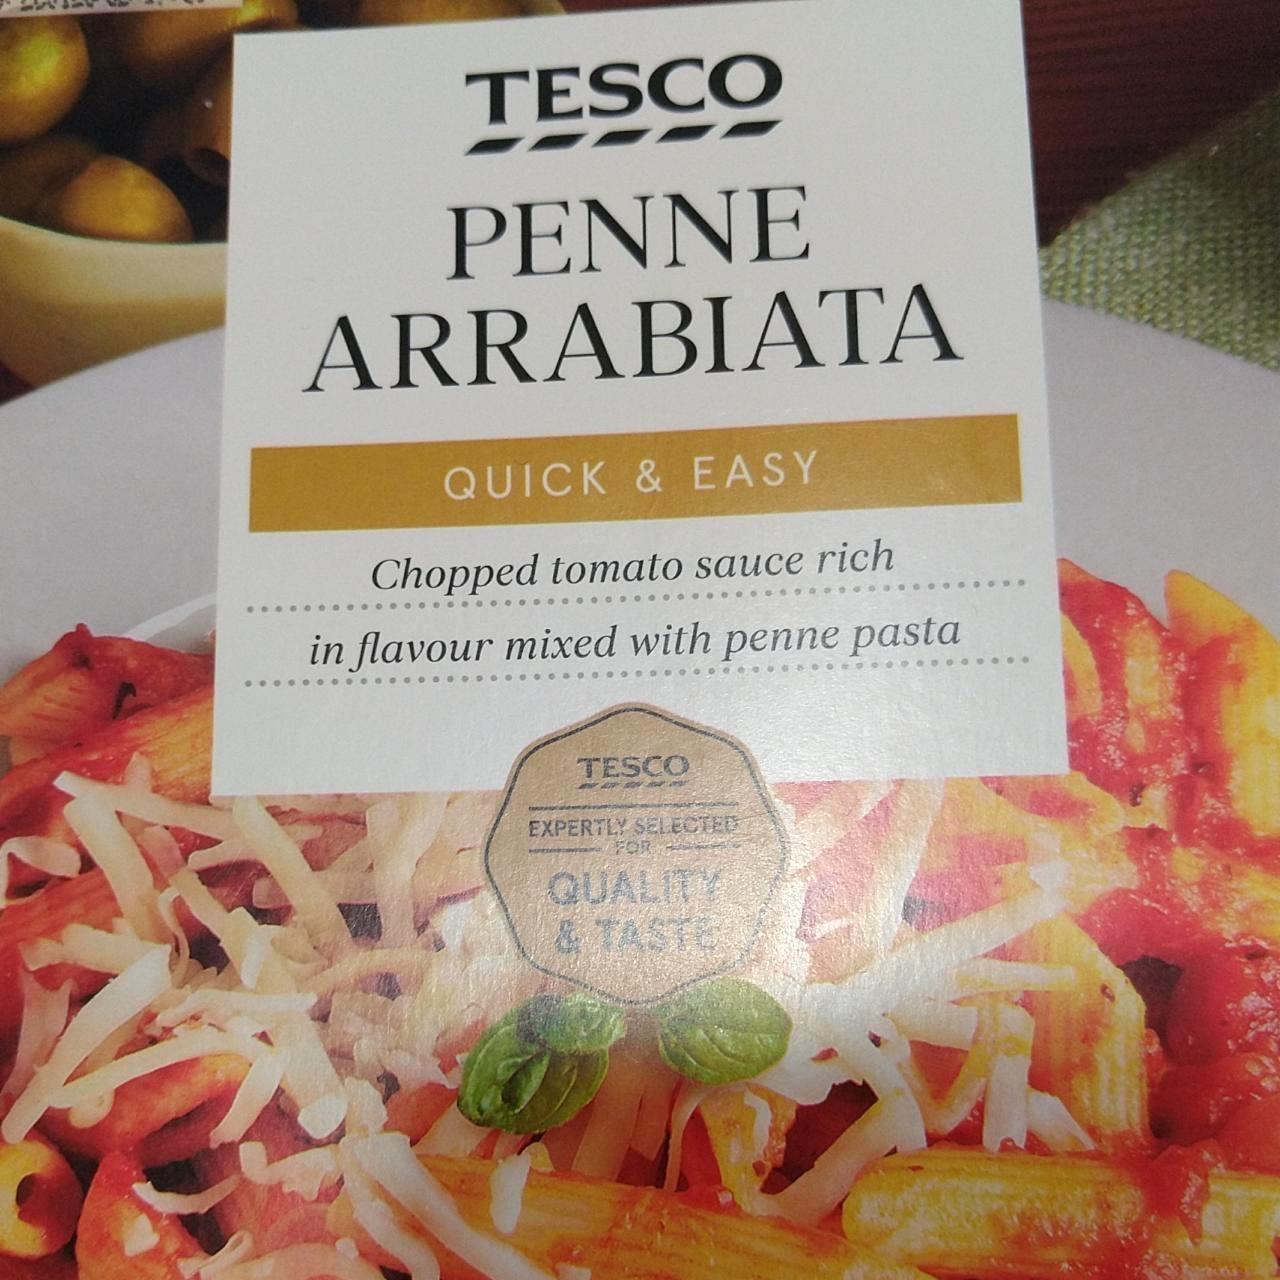 TESCO
PENNE
ARRABIATA
QUICK & EASY
Chopped tomato sauce rich
in flavour mixed with penne pasta
TESCO
EXPERTLY SELECTED
FOR
QUALITY
& TASTE